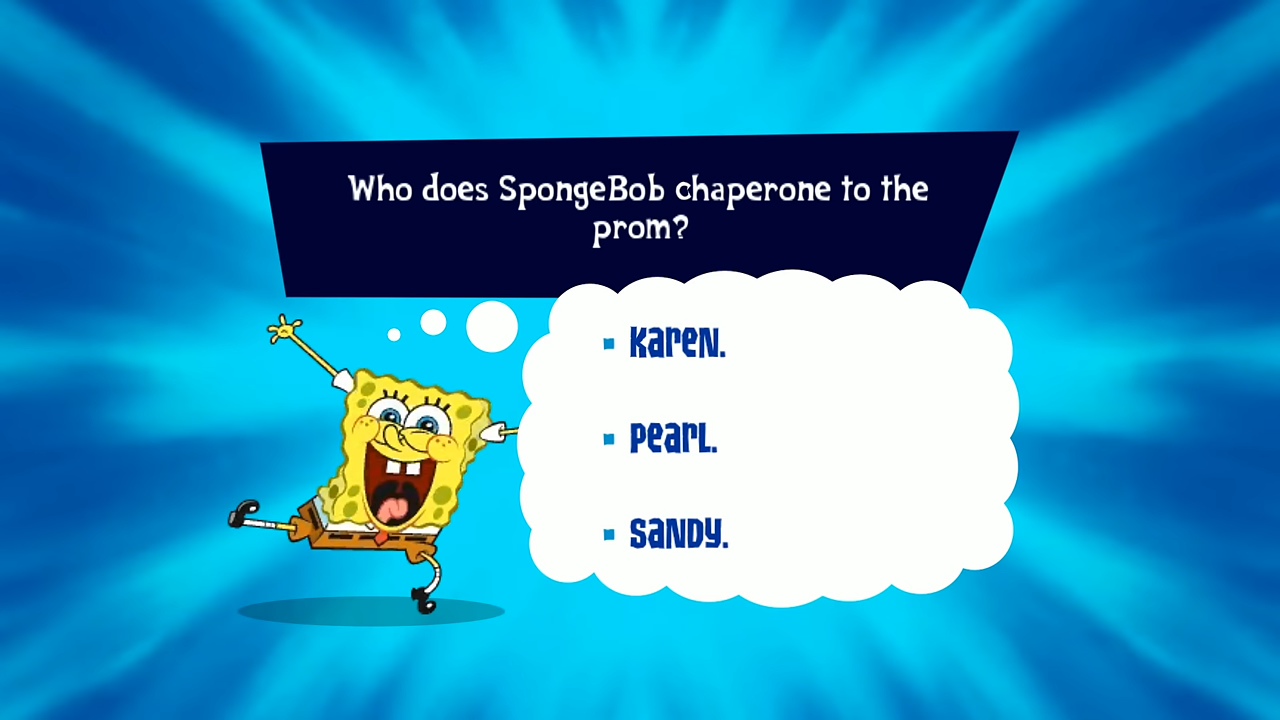 Who does SpongeBob chaperone to the
prom?
Karen.
Pearl.
Sandy.